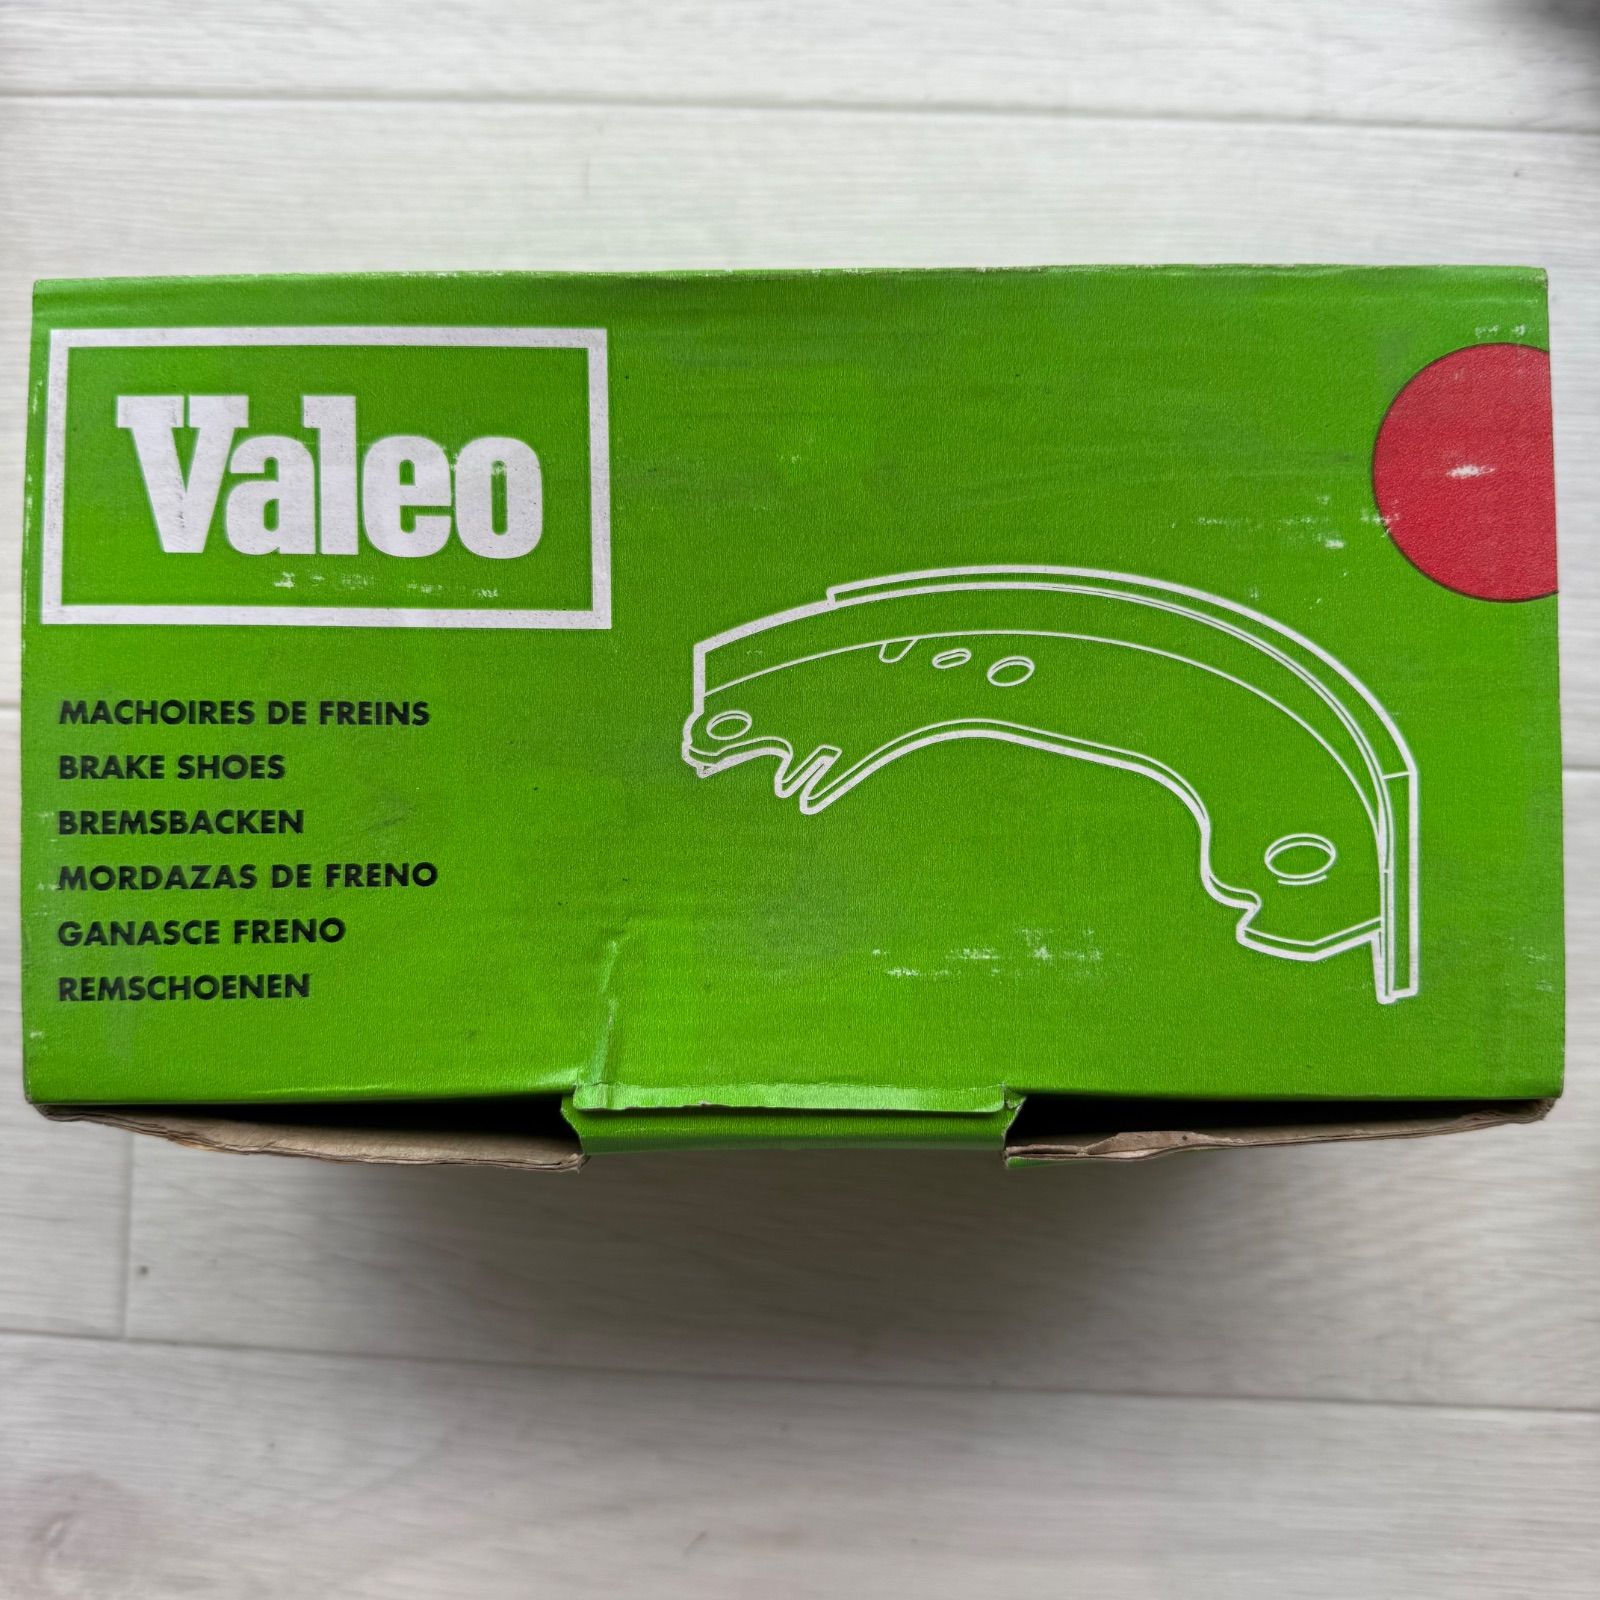 Valeo
MACHOIRES DE FREINS
BRAKE SHOES
BREMSBACKEN
MORDAZAS DE FRENO
GANASCE FRENO
REMSCHOENEN